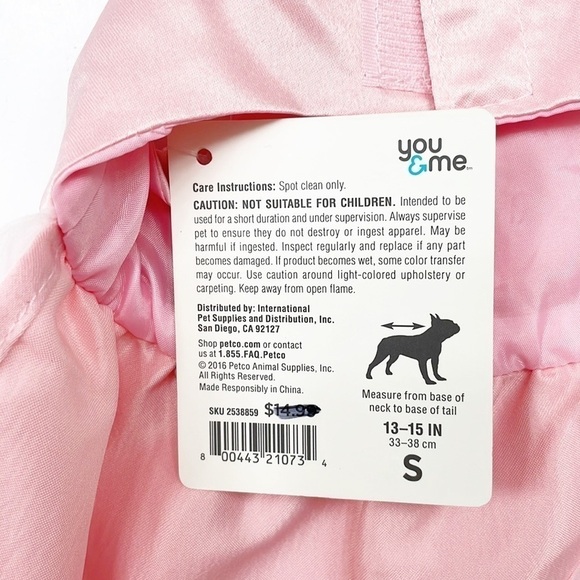 you
&me™
Care Instructions: Spot clean only.
CAUTION: NOT SUITABLE FOR CHILDREN. Intended to
be used for a short duration and under supervision. Always supervise
pet to ensure they do not destroy or ingest apparel. May be
harmful if ingested. Inspect regularly and replace if any part
becomes damaged. If product becomes wet, some color transfer
may occur. Use caution around light-colored upholstery or
carpeting. Keep away from open flame.
Distributed by: International
Pet Supplies and Distribution, Inc.
San Diego, CA 92127
Shop petco.com or contact
us at 1.855.FAQ.Petco
© 2016 Petco Animal Supplies, Inc.
All Rights Reserved.
Made Responsibly in China.
SKU 2538859 $14.99
8 00443 21073 4
Measure from base of
neck to base of tail
13-15 IN
33-38 cm
S